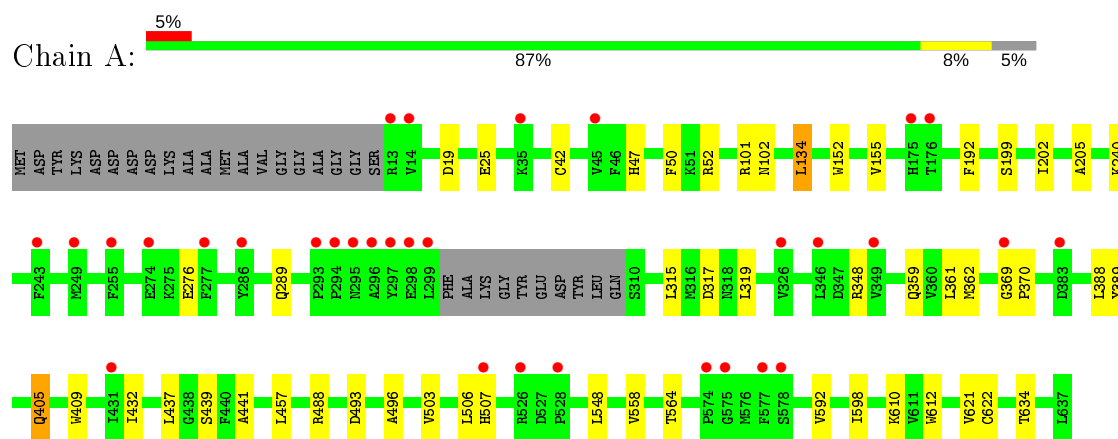 5%
Chain A:
87% 8% 5%
MET ASP TYR LYS ASP ASP ASP ASP LYS ALA ALA MET ALA VAL GLY GLY ALA GLY GLY SER R13 V14 D19 E25 K35 C42 V45 F46 H47 F50 K51 R52 R101 N102 L134 W152 V155 H175 T176 F192 S199 I202 A205 K240
F243 M249 F255 E274 K275 E276 F277 Y286 Q289 P293 P294 N295 A296 Y297 E298 L299 PHE ALA LYS GLY TYR GLU ASP TYR LEU GLN S310 L315 M316 D317 N318 L319 V326 L346 D347 R348 V349 Q359 V360 L361 M362 G369 P370 D383 L388 Y389
Q405 W409 I431 I432 L437 G438 S439 F440 A441 L457 R488 D493 A496 V503 L506 H507 R526 D527 P528 L548 V558 T564 P574 G575 M576 F577 S578 V592 I598 K610 V611 W612 V621 C622 T634 L637